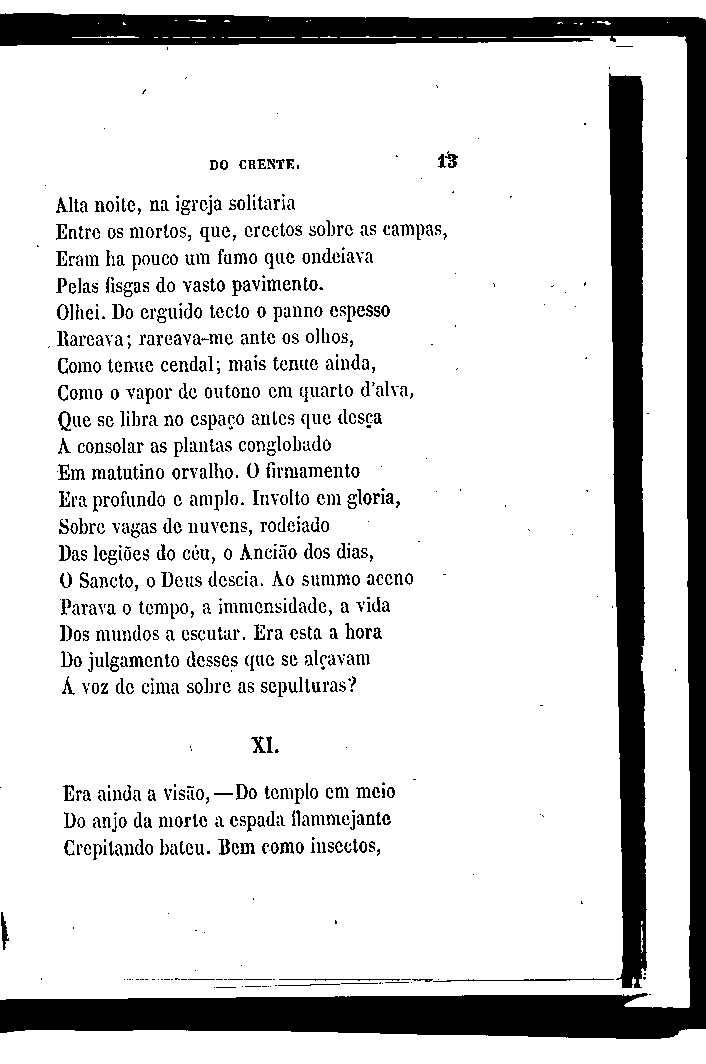 DO CRENTE. 13
Alta noite, na igreja solitaria
Entre os mortos, que, erectos sobre as campas,
Eram ha pouco um fumo que ondeiava
Pelas fisgas do vasto pavimento.
Olhei. Do erguido tecto o panno espesso
Rareava; rareava-me ante os olhos,
Como tenue cendal; mais tenue ainda,
Como o vapor de outono em quarto d'alva,
Que se libra no espaço antes que desça
A consolar as plantas conglobado
Em matutino orvalho. O firmamento
Era profundo e amplo. Involto em gloria,
Sobre vagas de nuvens, rodeiado
Das legiões do céu, o Ancião dos dias,
O Sancto, o Deus descia. Ao summo aceno
Parava o tempo, a immensidade, a vida
Dos mundos a escutar. Era esta a hora
Do julgamento desses que se alçavam
Á voz de cima sobre as sepulturas?
XI.
Era ainda a visão,—Do templo em meio
Do anjo da morte a espada flammejante
Crepitando bateu. Bem como insectos,